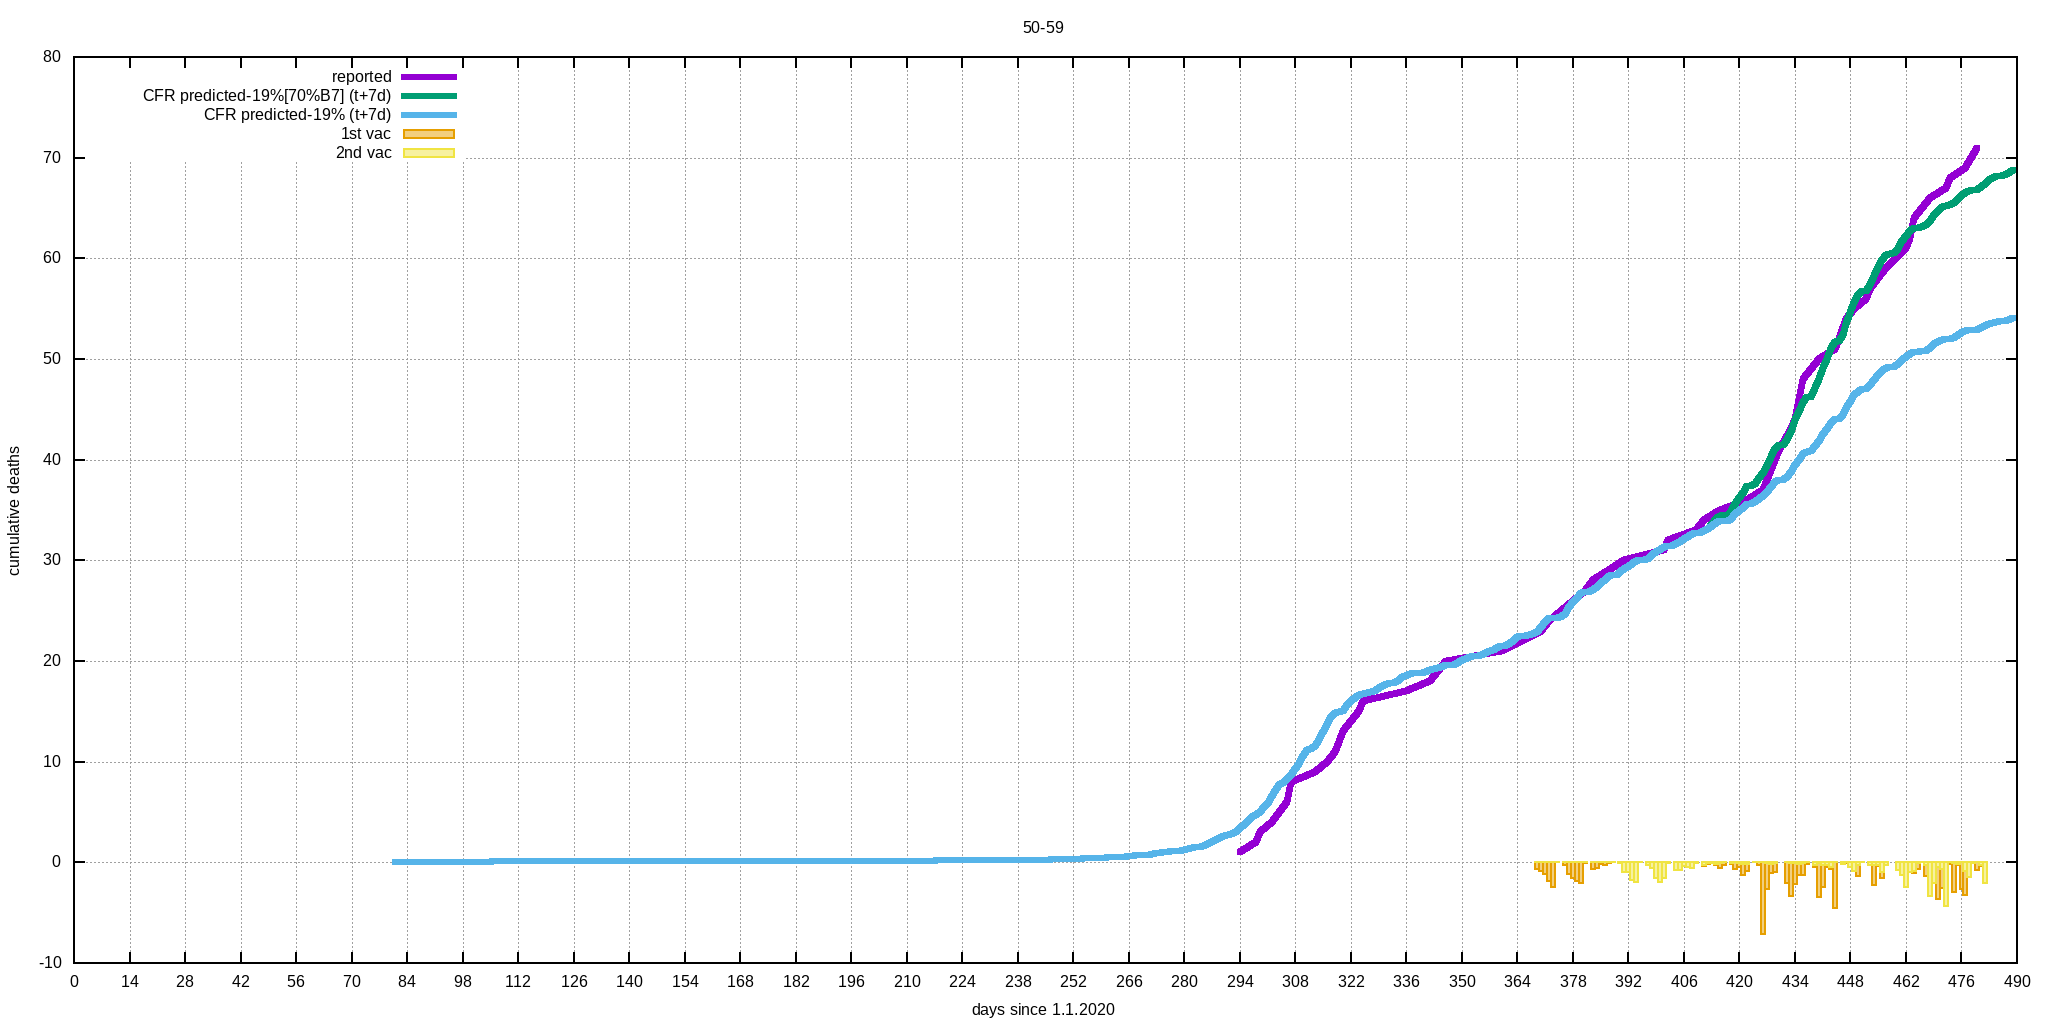 50-59
80
70
60
50
40
30
20
10
0
-10
cumulative deaths
reported
CFR predicted-19%[70%B7] (t+7d)
CFR predicted-19% (t+7d)
1st vac
2nd vac
0 14 28 42 56 70 84 98 112 126 140 154 168 182 196 210 224 238 252 266 280 294 308 322 336 350 364 378 392 406 420 434 448 462 476 490
days since 1.1.2020